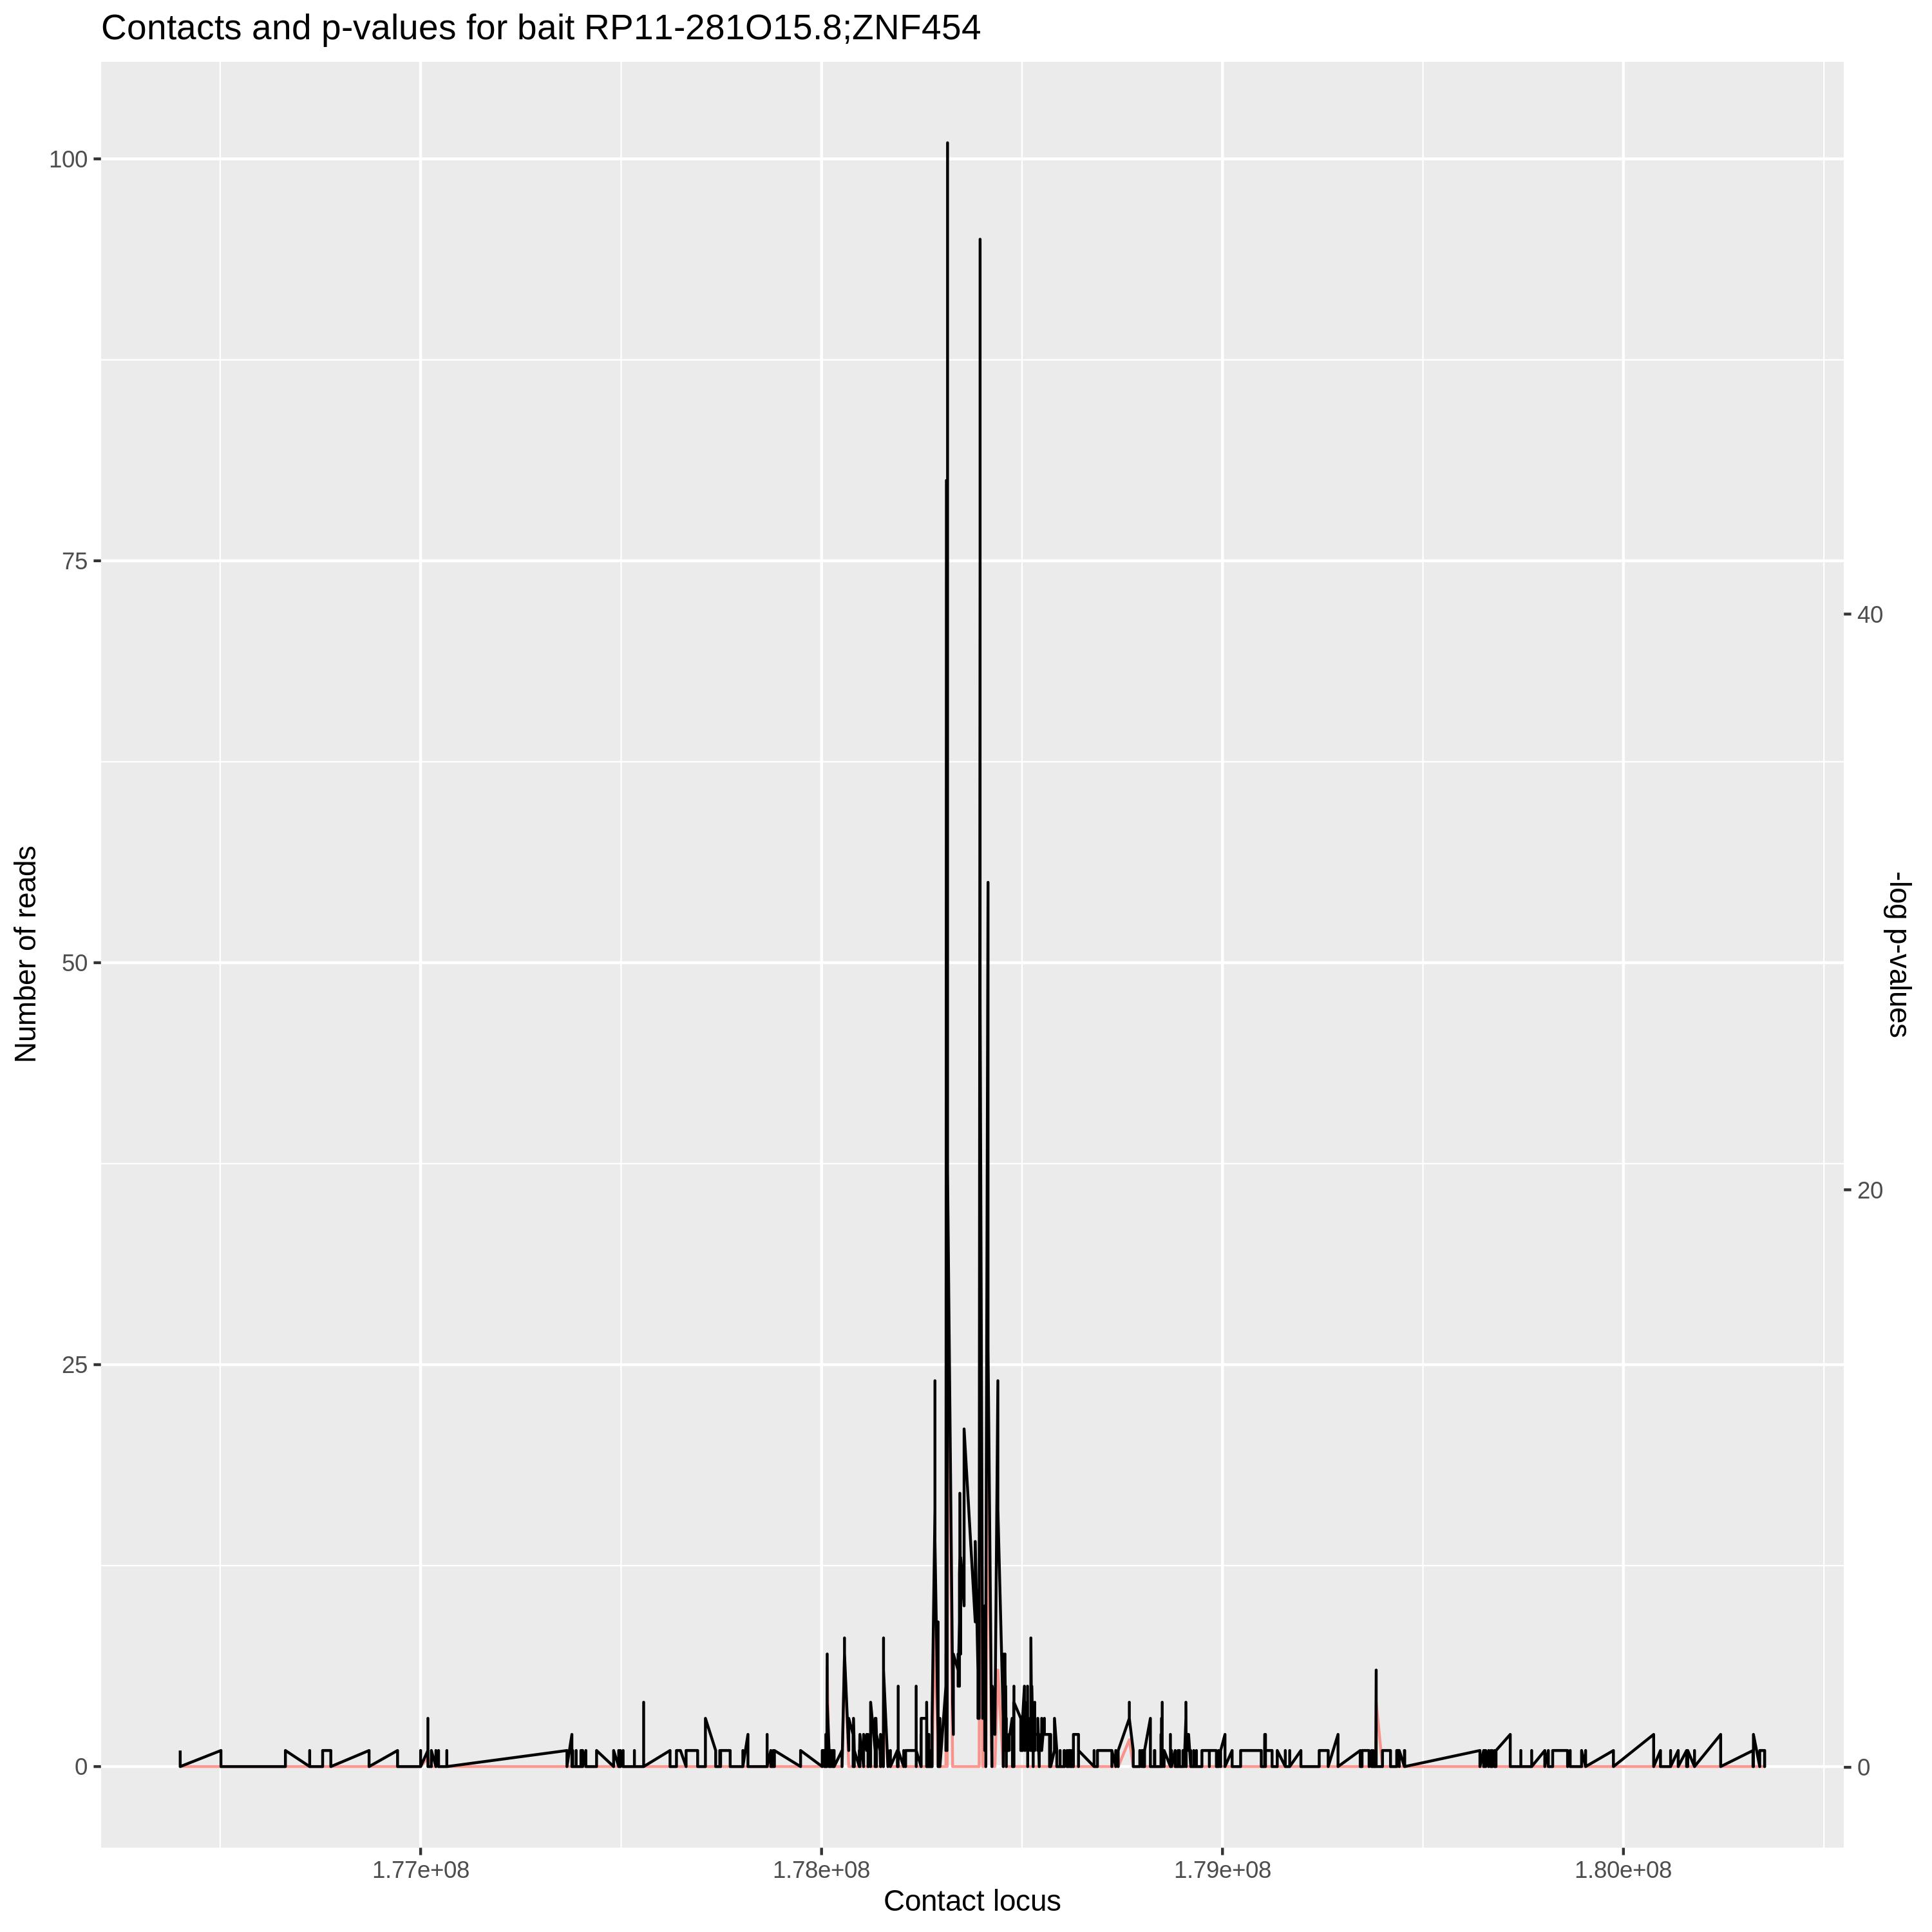 Contacts and p-values for bait RP11-281O15.8;ZNF454
100
75
50
25
0
Number of reads
40
20
0
-log p-values
1.77e+08
1.78e+08
1.79e+08
1.80e+08
Contact locus